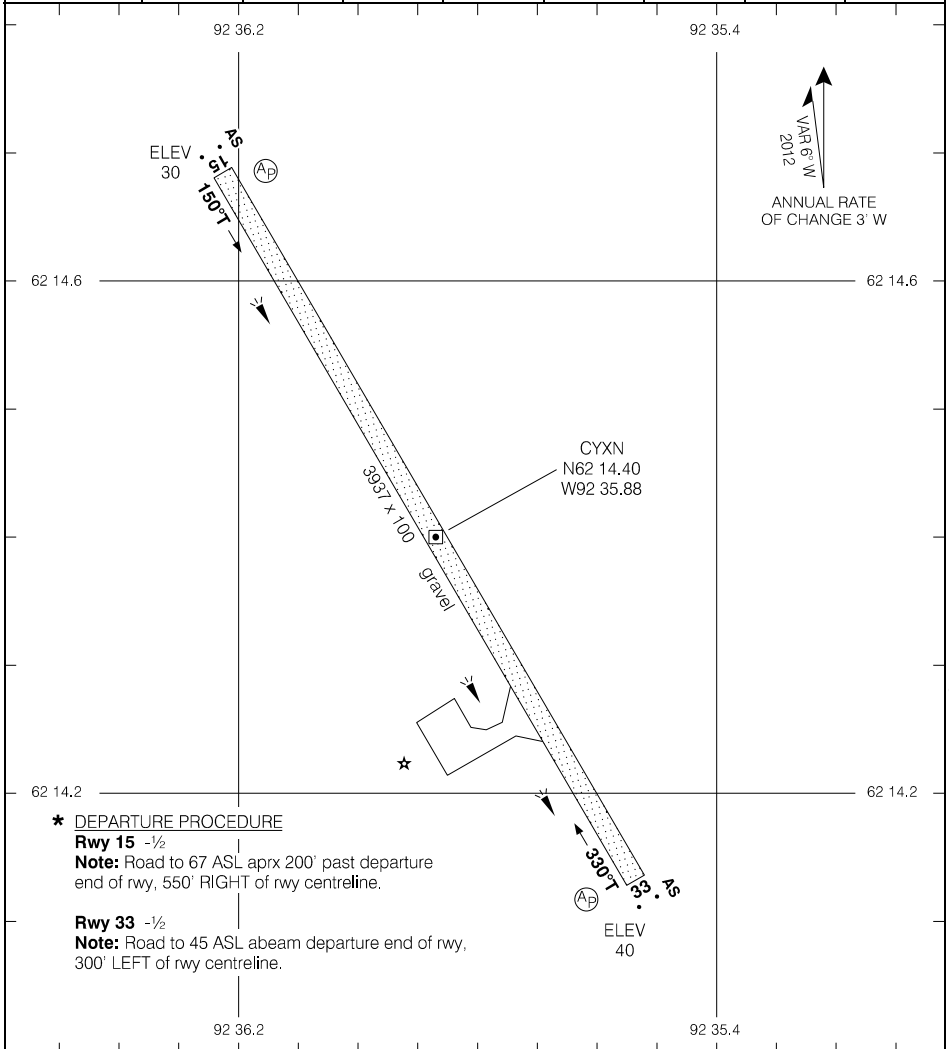 92 36.2
92 35.4
VAR 6° W
2012
ANNUAL RATE
OF CHANGE 3' W
AS
15
ELEV
30
AP
150°T
62 14.6
62 14.6
CYXN
N62 14.40
W92 35.88
3937 x 100
gravel
62 14.2
62 14.2
* DEPARTURE PROCEDURE
Rwy 15 -½
Note: Road to 67 ASL aprx 200' past departure
end of rwy, 550' RIGHT of rwy centreline.
Rwy 33 -½
Note: Road to 45 ASL abeam departure end of rwy,
300' LEFT of rwy centreline.
330°T
33
AS
AP
ELEV
40
92 36.2
92 35.4